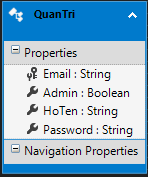 QuanTri
Properties
Email : String
Admin : Boolean
HoTen : String
Password : String
Navigation Properties